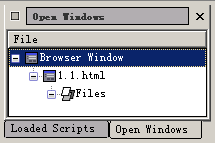 Open Windows
File
Browser Window
1.1.html
Files
Loaded Scripts
Open Windows